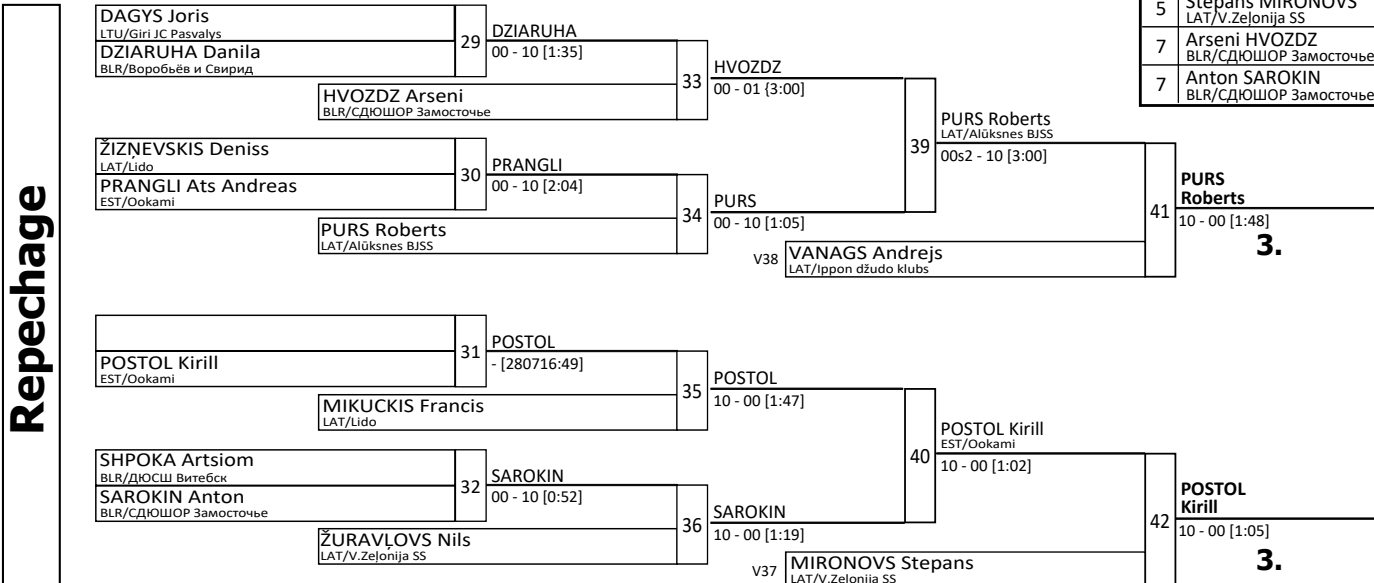 Repechage
DAGYS Joris
LTU/Giri JC Pasvalys
DZIARUHA Danila
BLR/Воробьёв и Свирид
29
DZIARUHA
00 - 10 [1:35]
HVOZDZ Arseni
BLR/СДЮШОР Замосточье
33
HVOZDZ
00 - 01 {3:00]
ŽIZŅEVSKIS Deniss
LAT/Lido
PRANGLI Ats Andreas
EST/Ookami
30
PRANGLI
00 - 10 [2:04]
PURS Roberts
LAT/Alūksnes BJSS
34
PURS
00 - 10 [1:05]
39
PURS Roberts
LAT/Alūksnes BJSS
00s2 - 10 [3:00]
V38
VANAGS Andrejs
LAT/Ippon džudo klubs
41
PURS
Roberts
10 - 00 [1:48]
3.
POSTOL Kirill
EST/Ookami
31
POSTOL
- [280716:49]
MIKUCKIS Francis
LAT/Lido
35
POSTOL
10 - 00 [1:47]
SHPOKA Artsiom
BLR/ДЮСШ Витебск
SAROKIN Anton
BLR/СДЮШОР Замосточье
32
SAROKIN
00 - 10 [0:52]
ŽURAVĻOVS Nils
LAT/V.Zeļonija SS
36
SAROKIN
10 - 00 [1:19]
40
POSTOL Kirill
EST/Ookami
10 - 00 [1:02]
V37
MIRONOVS Stepans
LAT/V.Zeļonija SS
42
POSTOL
Kirill
10 - 00 [1:05]
3.
5
Stepans MIRONOVS
LAT/V.Zeļonija SS
7
Arseni HVOZDZ
BLR/СДЮШОР Замосточье
7
Anton SAROKIN
BLR/СДЮШОР Замосточье